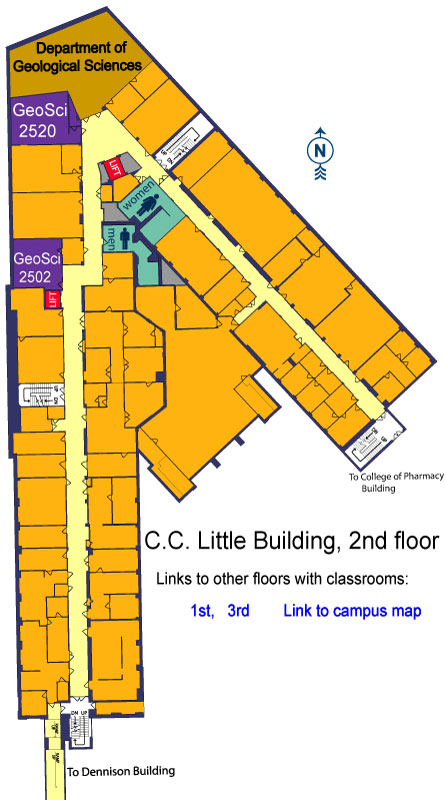 Department of
Geological Sciences
GeoSci
2520
LIFT
women
N
men
GeoSci
2502
LIFT
To College of Pharmacy
Building
C.C. Little Building, 2nd floor
Links to other floors with classrooms:
1st, 3rd Link to campus map
DN UP
To Dennison Building